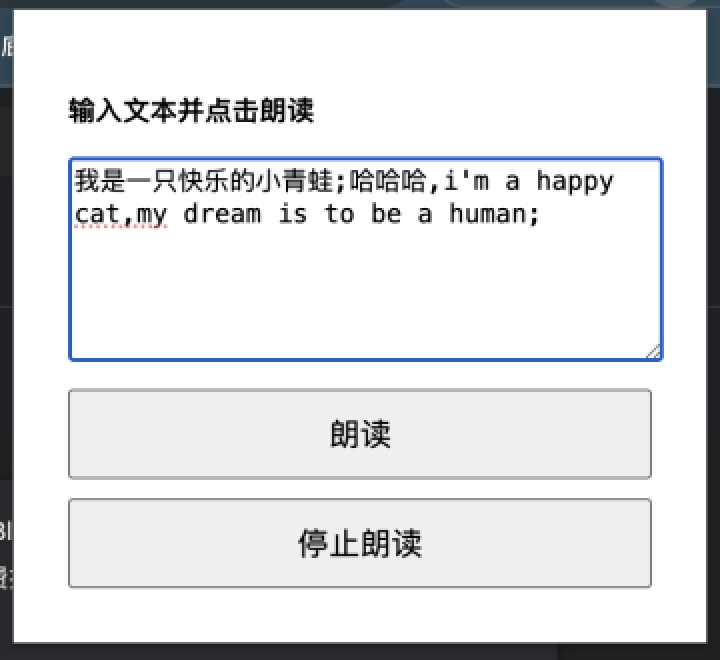 输入文本并点击朗读
我是一只快乐的小青蛙;哈哈哈,i'm a happy
cat,my dream is to be a human;
朗读
停止朗读